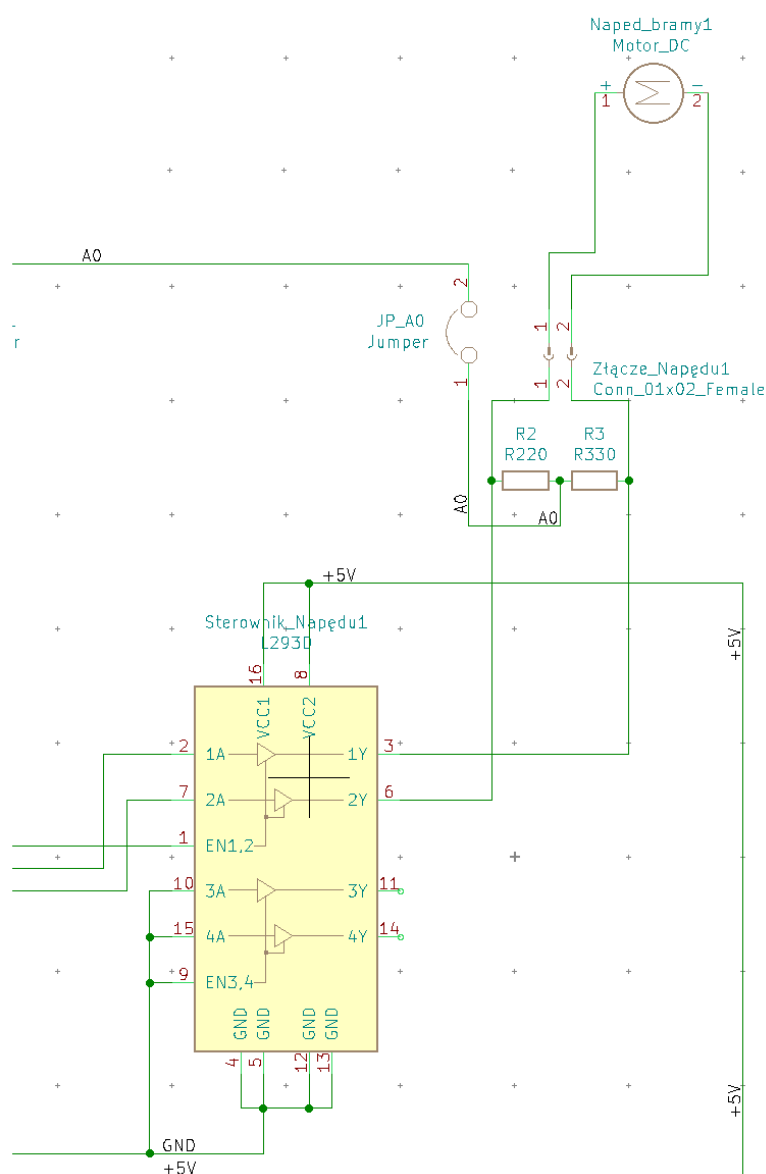 Naped_bramy1
Motor_DC
+
-
1
2
A0
2
JP_A0
Jumper
1
1
2
1
2
Złącze_Napędu1
Conn_01x02_Female
r
R2
R220
R3
R330
A0
A0
+5V
+5V
Sterownik_Napędu1
L293D
16
8
VCC1
VCC2
2
1A
1Y
3
7
2A
2Y
6
1
EN1,2
10
3A
3Y
11
15
4A
4Y
14
9
EN3,4
GND
GND
GND
GND
4
5
12
13
+5V
GND
+5V